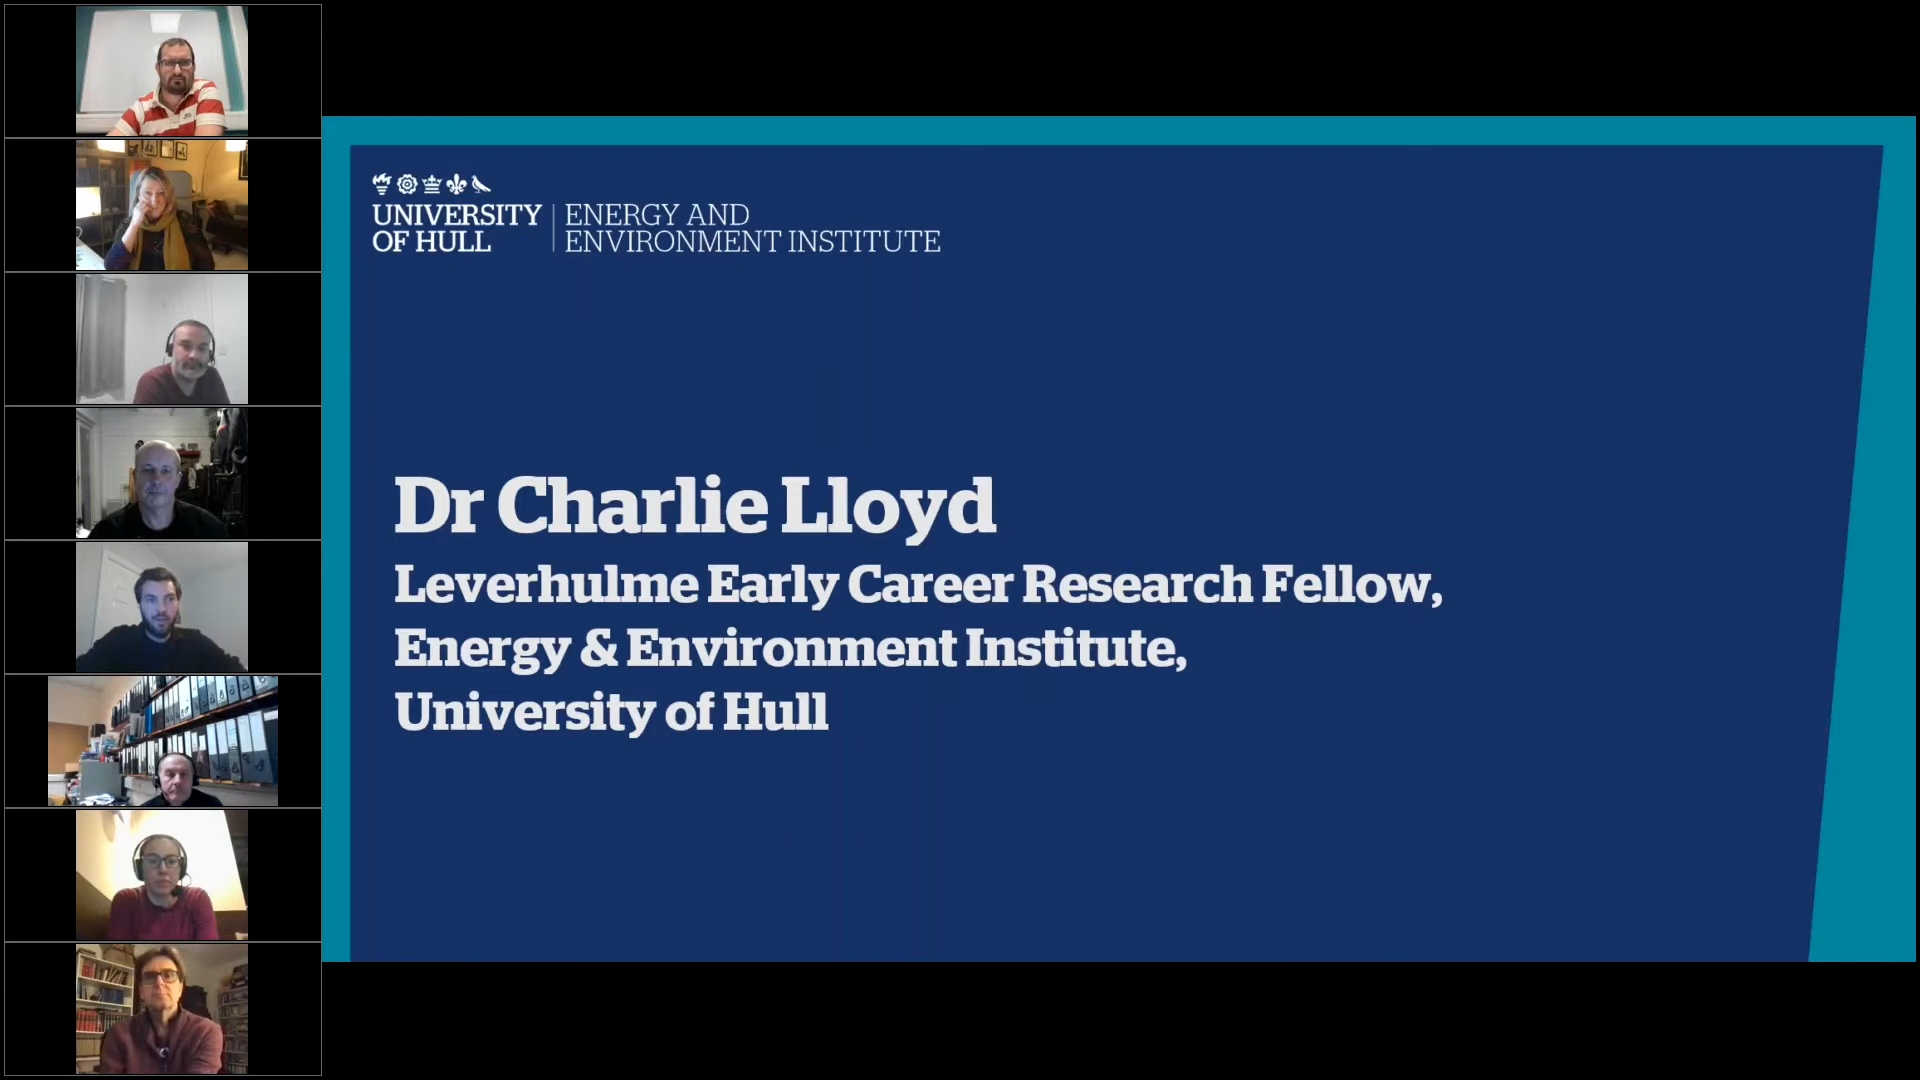 UNIVERSITY
OF HULL
ENERGY AND
ENVIRONMENT INSTITUTE
Dr Charlie Lloyd
Leverhulme Early Career Research Fellow,
Energy & Environment Institute,
University of Hull